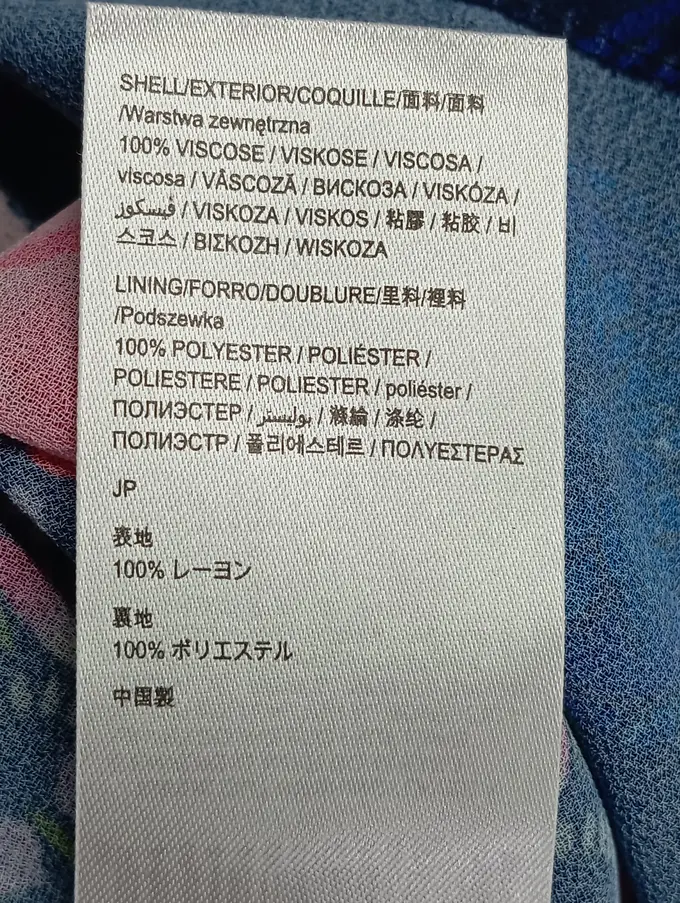 SHELL/EXTERIOR/COQUILLE/面料/面料
/Warstwa zewnętrzna
100% VISCOSE / VISKOSE / VISCOSA /
viscosa / VÂSCOZĂ / ВИСКОЗА / VISKÓZA /
ڤيسكوز / VISKOZA / VISKOS / 粘膠 / 粘胶 / 비
스코스 / ΒΙΣΚΟΖΗ / WISKOZA
LINING/FORRO/DOUBLURE/里料/裡料
/Podszewka
100% POLYESTER / POLIÉSTER /
POLIESTERE / POLIESTER / poliéster /
ПОЛИЭСТЕР / بوليستر / 滌綸 / 涤纶 /
ПОЛИЭСТР / 폴리에스테르 / ΠΟΛΥΕΣΤΕΡΑΣ
JP
表地
100% レーヨン
裏地
100% ポリエステル
中国製